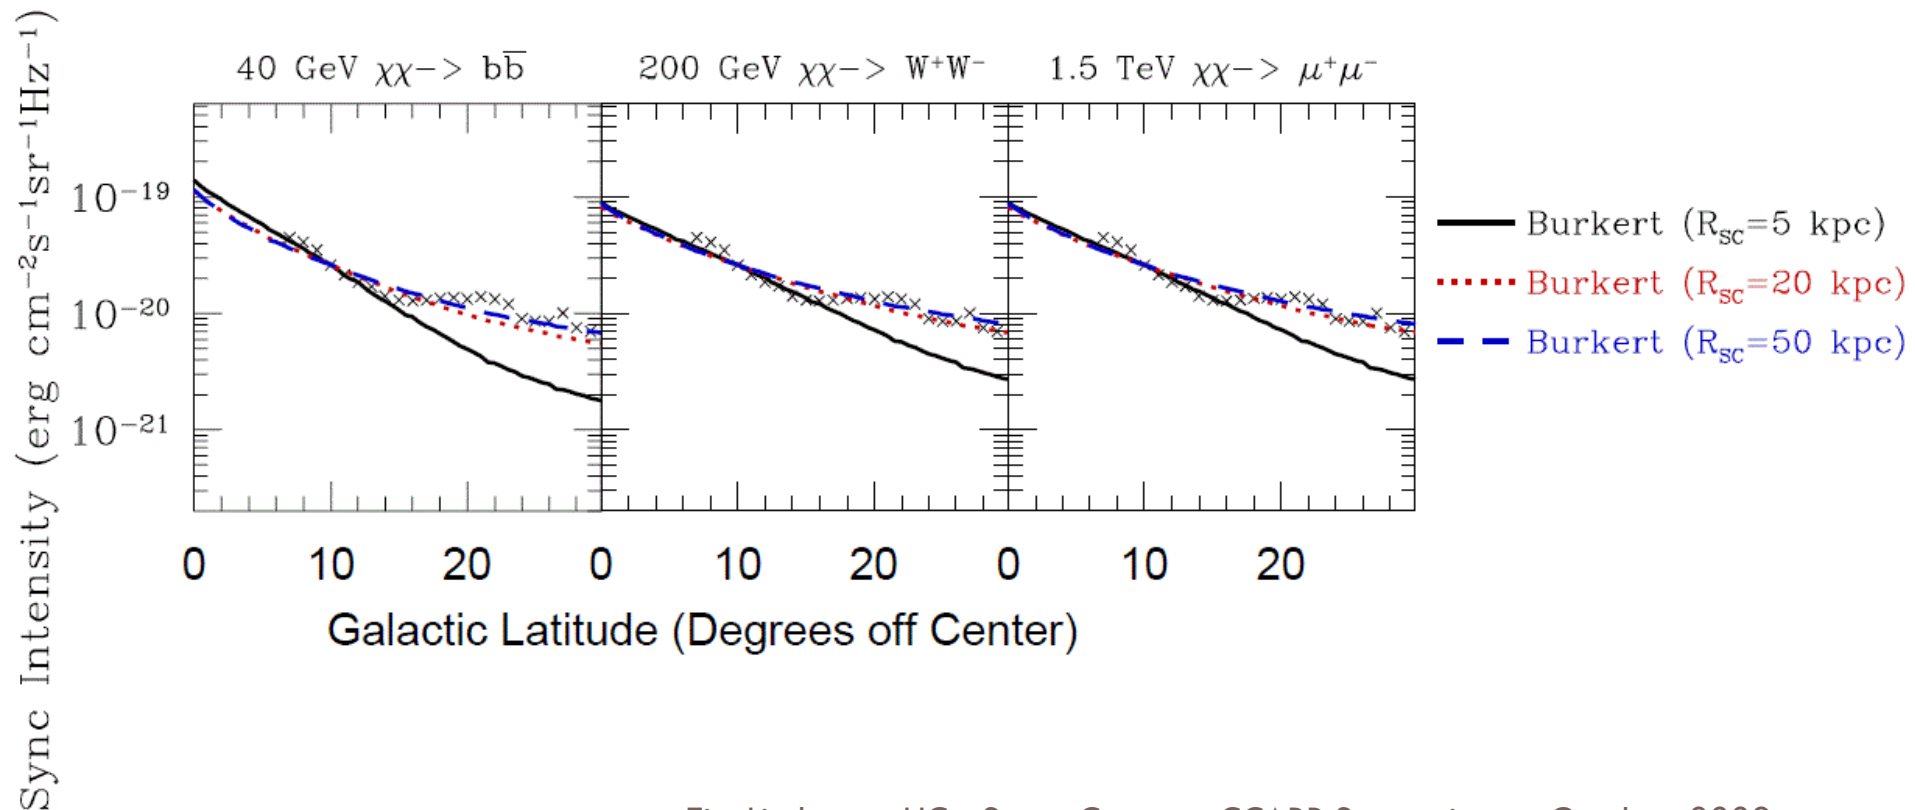 Sync Intensity (erg cm⁻²s⁻¹sr⁻¹Hz⁻¹)
40 GeV χχ−> bb̅
200 GeV χχ−> W⁺W⁻
1.5 TeV χχ−> μ⁺μ⁻
10⁻¹⁹
10⁻²⁰
10⁻²¹
0 10 20 0 10 20 0 10 20
Galactic Latitude (Degrees off Center)
Burkert (R_SC=5 kpc)
Burkert (R_SC=20 kpc)
Burkert (R_SC=50 kpc)